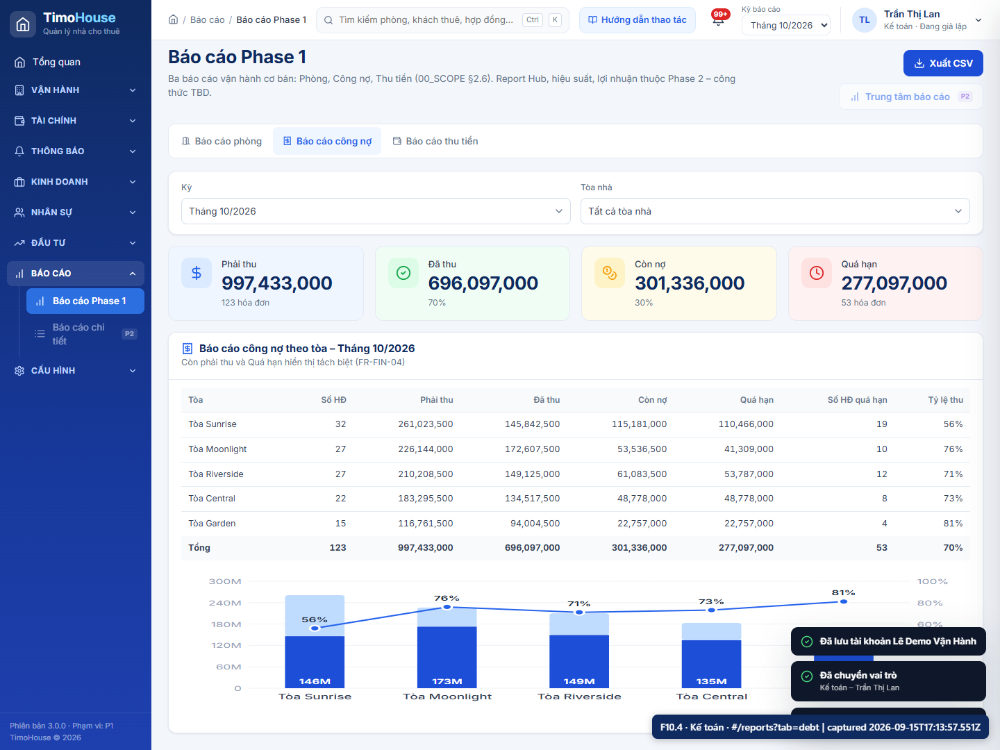 TimoHouse
Quản lý nhà cho thuê
Tổng quan
VẬN HÀNH
TÀI CHÍNH
THÔNG BÁO
KINH DOANH
NHÂN SỰ
ĐẦU TƯ
BÁO CÁO
Báo cáo Phase 1
Báo cáo chi tiết P2
CẤU HÌNH
Phiên bản 3.0.0 · Phạm vi: P1
TimoHouse © 2026
/ Báo cáo / Báo cáo Phase 1
Tìm kiếm phòng, khách thuê, hợp đồng... Ctrl K
Hướng dẫn thao tác
99+
Kỳ báo cáo
Tháng 10/2026
TL
Trần Thị Lan
Kế toán · Đang giả lập
Báo cáo Phase 1
Ba báo cáo vận hành cơ bản: Phòng, Công nợ, Thu tiền (00_SCOPE §2.6). Report Hub, hiệu suất, lợi nhuận thuộc Phase 2 – công
thức TBD.
Xuất CSV
Trung tâm báo cáo P2
Báo cáo phòng
Báo cáo công nợ
Báo cáo thu tiền
Kỳ
Tháng 10/2026
Tòa nhà
Tất cả tòa nhà
Phải thu
997,433,000
123 hóa đơn
Đã thu
696,097,000
70%
Còn nợ
301,336,000
30%
Quá hạn
277,097,000
53 hóa đơn
Báo cáo công nợ theo tòa – Tháng 10/2026
Còn phải thu và Quá hạn hiển thị tách biệt (FR-FIN-04)
Tòa Số HĐ Phải thu Đã thu Còn nợ Quá hạn Số HĐ quá hạn Tỷ lệ thu
Tòa Sunrise 32 261,023,500 145,842,500 115,181,000 110,466,000 19 56%
Tòa Moonlight 27 226,144,000 172,607,500 53,536,500 41,309,000 10 76%
Tòa Riverside 27 210,208,500 149,125,000 61,083,500 53,787,000 12 71%
Tòa Central 22 183,295,500 134,517,500 48,778,000 48,778,000 8 73%
Tòa Garden 15 116,761,500 94,004,500 22,757,000 22,757,000 4 81%
Tổng 123 997,433,000 696,097,000 301,336,000 277,097,000 53 70%
300M 100%
240M 80%
180M 60%
120M
60M
0
56% 76% 71% 73% 81%
146M 173M 149M 135M
Tòa Sunrise Tòa Moonlight Tòa Riverside Tòa Central
Đã lưu tài khoản Lê Demo Vận Hành
Đã chuyển vai trò
Kế toán – Trần Thị Lan
F10.4 · Kế toán · #/reports?tab=debt | captured 2026-09-15T17:13:57.551Z